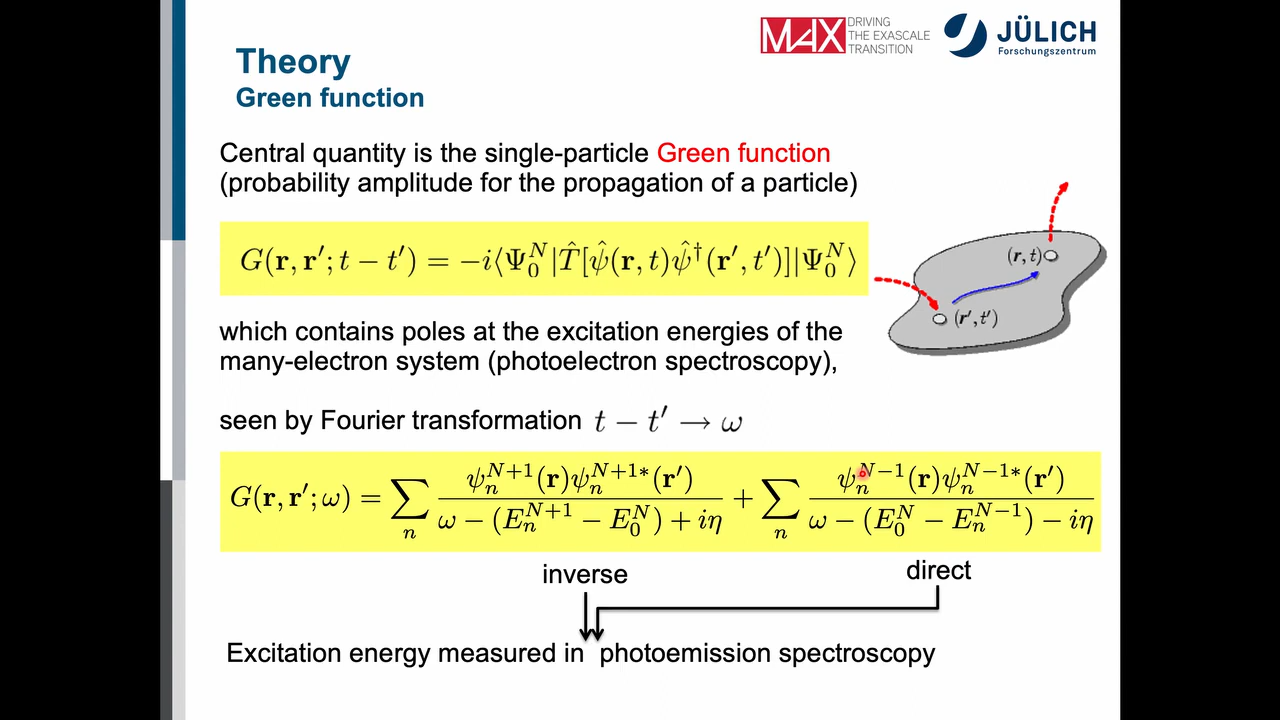 MAX DRIVING
THE EXASCALE
TRANSITION
JÜLICH
Forschungszentrum
Theory
Green function
Central quantity is the single-particle Green function
(probability amplitude for the propagation of a particle)
G(r, r′; t − t′) = −i⟨Ψ₀ᴺ|T̂[ψ̂(r, t)ψ̂†(r′, t′)]|Ψ₀ᴺ⟩
(r, t)
(r′, t′)
which contains poles at the excitation energies of the
many-electron system (photoelectron spectroscopy),
seen by Fourier transformation t − t′ → ω
G(r, r′; ω) = ∑ₙ ψₙᴺ⁺¹(r)ψₙᴺ⁺¹*(r′) / (ω − (Eₙᴺ⁺¹ − E₀ᴺ) + iη) + ∑ₙ ψₙᴺ⁻¹(r)ψₙᴺ⁻¹*(r′) / (ω − (E₀ᴺ − Eₙᴺ⁻¹) − iη)
inverse direct
Excitation energy measured in photoemission spectroscopy